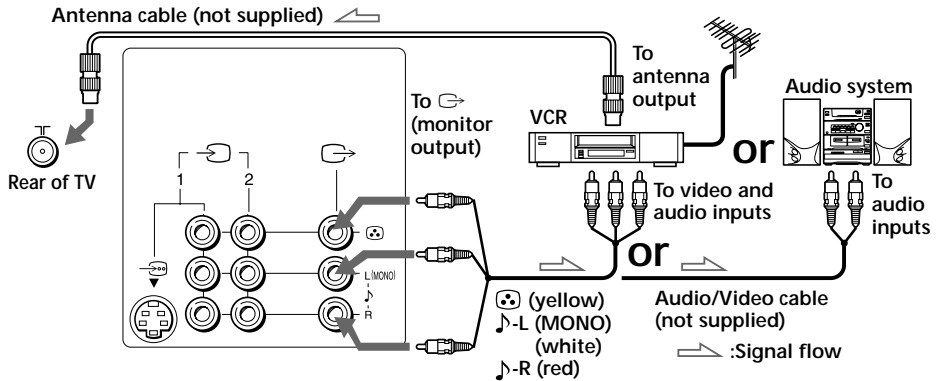 Antenna cable (not supplied)
To
antenna
output
Audio system
VCR
or
To
(monitor
output)
Rear of TV
1
2
To video and
audio inputs
To
audio
inputs
L (MONO)
R
or
(yellow)
-L (MONO)
(white)
-R (red)
Audio/Video cable
(not supplied)
:Signal flow